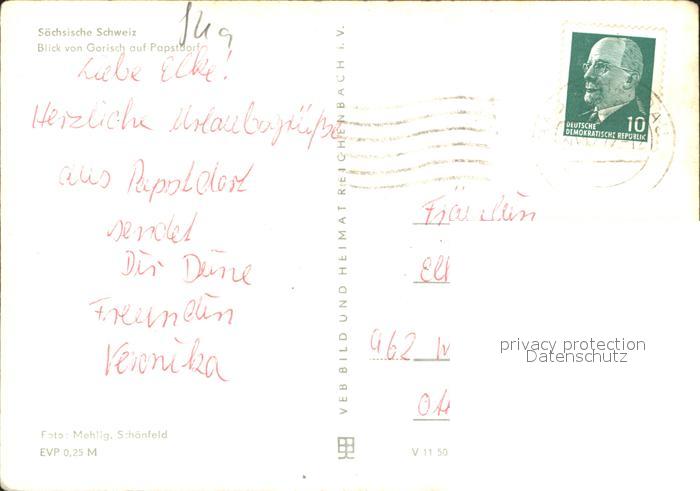 Sächsische Schweiz
Blick von Gorisch auf Papstdorf
Liebe Elke!
Herzliche Urlaubsgrüße
aus Papstdorf
sendet
Dir Deine
Freundin
Veronika
Foto: Mehlig, Schönfeld
EVP 0,25 M
VEB BILD UND HEIMAT REICHENBACH I. V.
V 11 50
DEUTSCHE
DEMOKRATISCHE REPUBLIK
10
Fräulein
962
privacy protection
Datenschutz